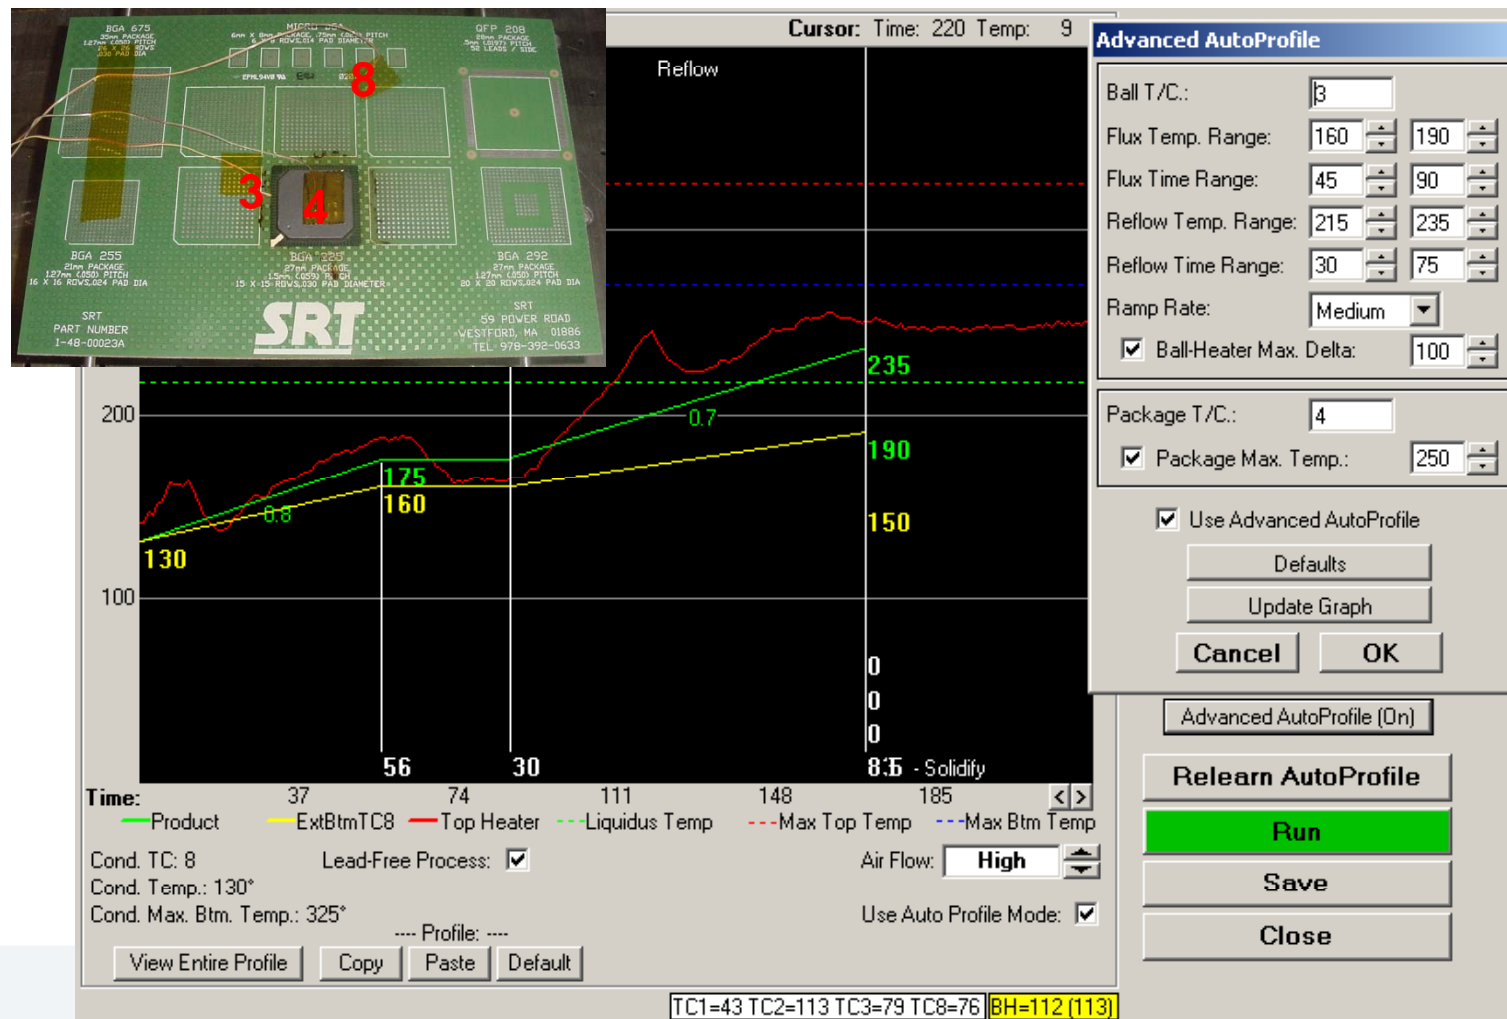 BGA 675
35mm PACKAGE
1.27mm (.050) PITCH
26 X 26 ROWS
.030 PAD DIA
6mm X 8mm PACKAGE, .75mm PITCH
QFP 208
28mm PACKAGE
.5mm (.0197) PITCH
52 LEADS / SIDE
8
3
4
BGA 255
21mm PACKAGE
1.27mm (.050) PITCH
16 X 16 ROWS,.024 PAD DIA
BGA 225
27mm PACKAGE
1.5mm (.059) PITCH
15 X 15 ROWS,.030 PAD DIAMETER
BGA 292
27mm PACKAGE
1.27mm (.050) PITCH
20 X 20 ROWS,.024 PAD DIA
SRT
PART NUMBER
1-48-00023A
SRT
SRT
59 POWER ROAD
WESTFORD, MA 01886
TEL 978-392-0633
Cursor: Time: 220 Temp: 9
Reflow
200
100
235
0.7
190
175
160
0.8
150
130
0
0
0
56 30 - Solidify
Time: 37 74 111 148 185 < >
Product ExtBtmTC8 Top Heater Liquidus Temp Max Top Temp Max Btm Temp
Cond. TC: 8 Lead-Free Process: Air Flow: High
Cond. Temp.: 130°
Cond. Max. Btm. Temp.: 325° Use Auto Profile Mode:
---- Profile: ----
View Entire Profile Copy Paste Default
TC1=43 TC2=113 TC3=79 TC8=76 BH=112 (113)
Advanced AutoProfile
Ball T/C.: 3
Flux Temp. Range: 160 190
Flux Time Range: 45 90
Reflow Temp. Range: 215 235
Reflow Time Range: 30 75
Ramp Rate: Medium
Ball-Heater Max. Delta: 100
Package T/C.: 4
Package Max. Temp.: 250
Use Advanced AutoProfile
Defaults
Update Graph
Cancel OK
Advanced AutoProfile (On)
Relearn AutoProfile
Run
Save
Close